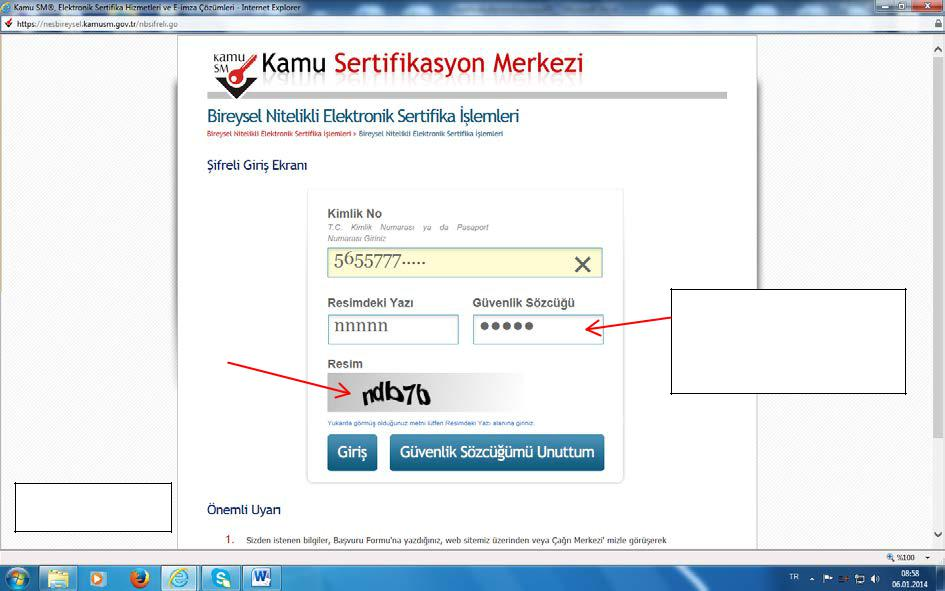 Kamu SM®, Elektronik Sertifika Hizmetleri ve E-imza Çözümleri - Internet Explorer
https://nesbireysel.kamusm.gov.tr/nbsifreli.go
kamu SM Kamu Sertifikasyon Merkezi
Bireysel Nitelikli Elektronik Sertifika İşlemleri
Bireysel Nitelikli Elektronik Sertifika İşlemleri > Bireysel Nitelikli Elektronik Sertifika İşlemleri
Şifreli Giriş Ekranı
Kimlik No
T.C. Kimlik Numarası ya da Pasaport
Numarası Giriniz
5655777.....
Resimdeki Yazı Güvenlik Sözcüğü
nnnnn ●●●●●
Resim
ndb7b
Yukarda görmüş olduğunuz metni lütfen Resimdeki Yazı alanına giriniz.
Giriş Güvenlik Sözcüğümü Unuttum
Önemli Uyarı
1. Sizden istenen bilgiler, Başvuru Formu'na yazdığınız, web sitemiz üzerinden veya Çağrı Merkezi' mizle görüşerek
%100
TR 08:58
06.01.2014